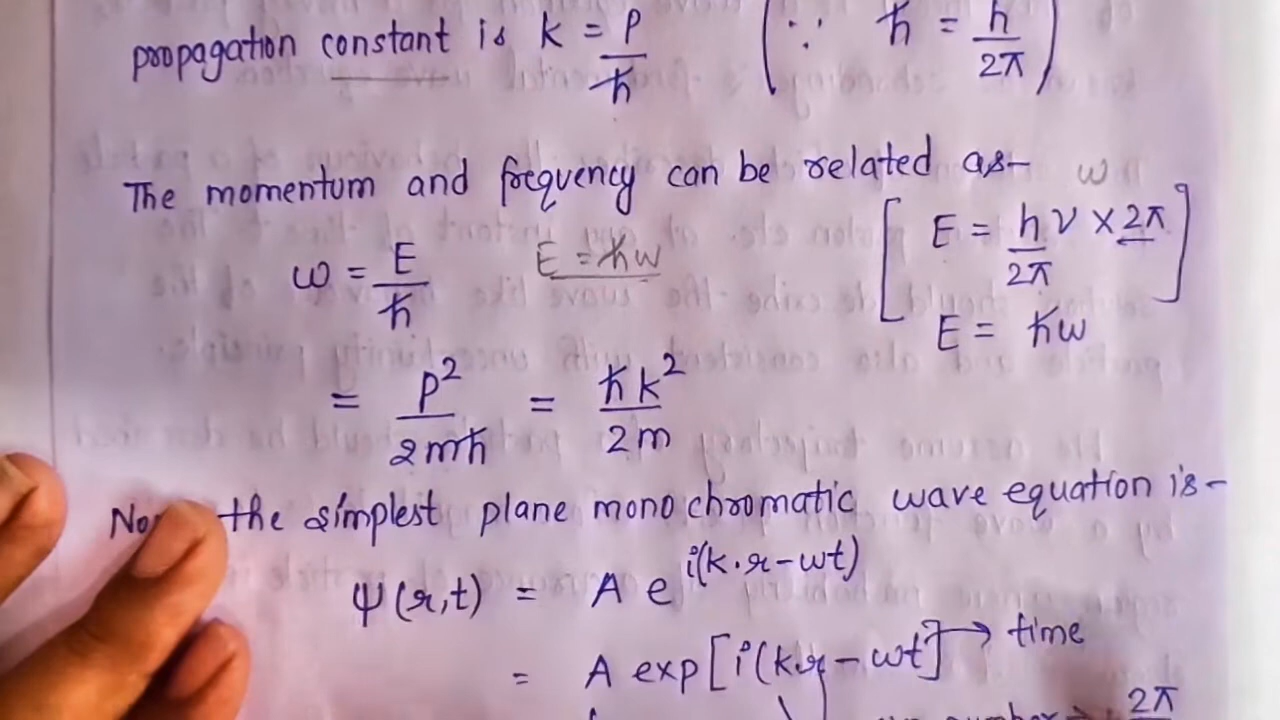 propagation constant is k = p/ħ (∵ ħ = h/2π)
The momentum and frequency can be related as-
ω
ω = E/ħ E = ħω [E = h/2π ν × 2π]
E = ħω
= p²/2mħ = ħk²/2m
the simplest plane monochromatic wave equation is-
ψ(r,t) = A e^i(k·r-ωt)
= A exp[i(k·r-ωt] → time
number → 2π